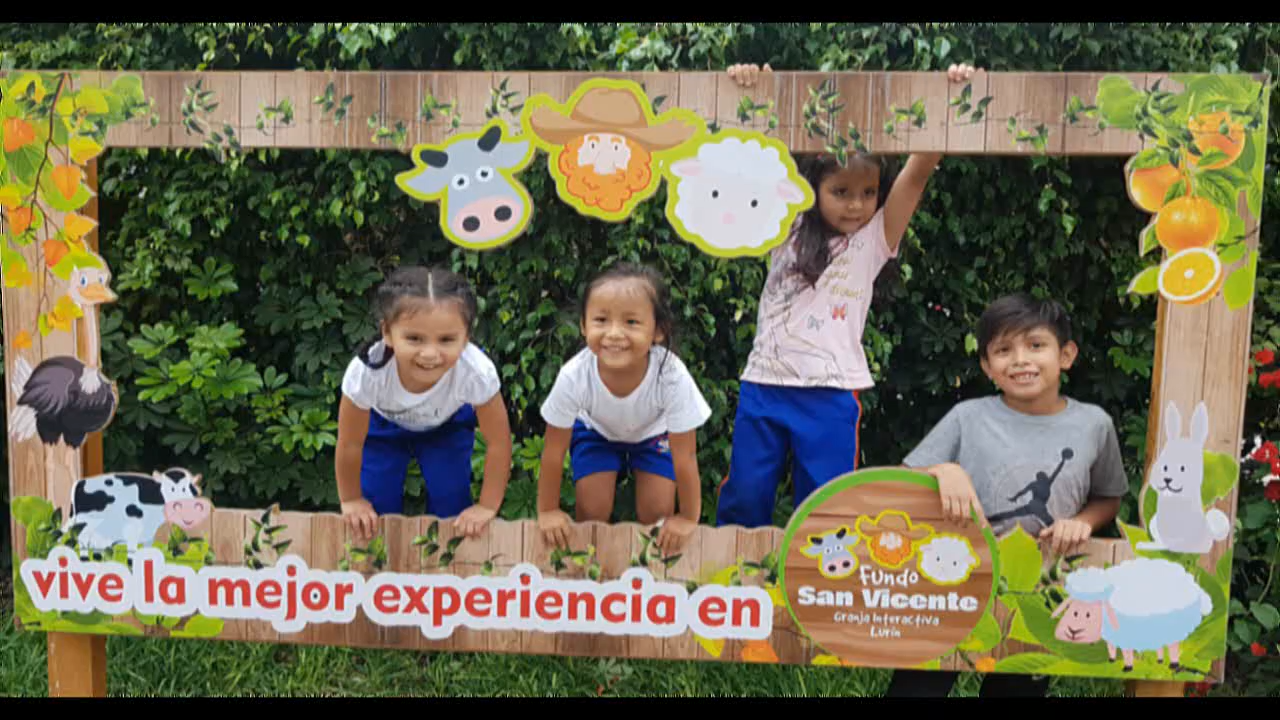 vive la mejor experiencia en
Fundo
San Vicente
Granja Interactiva
Lurín